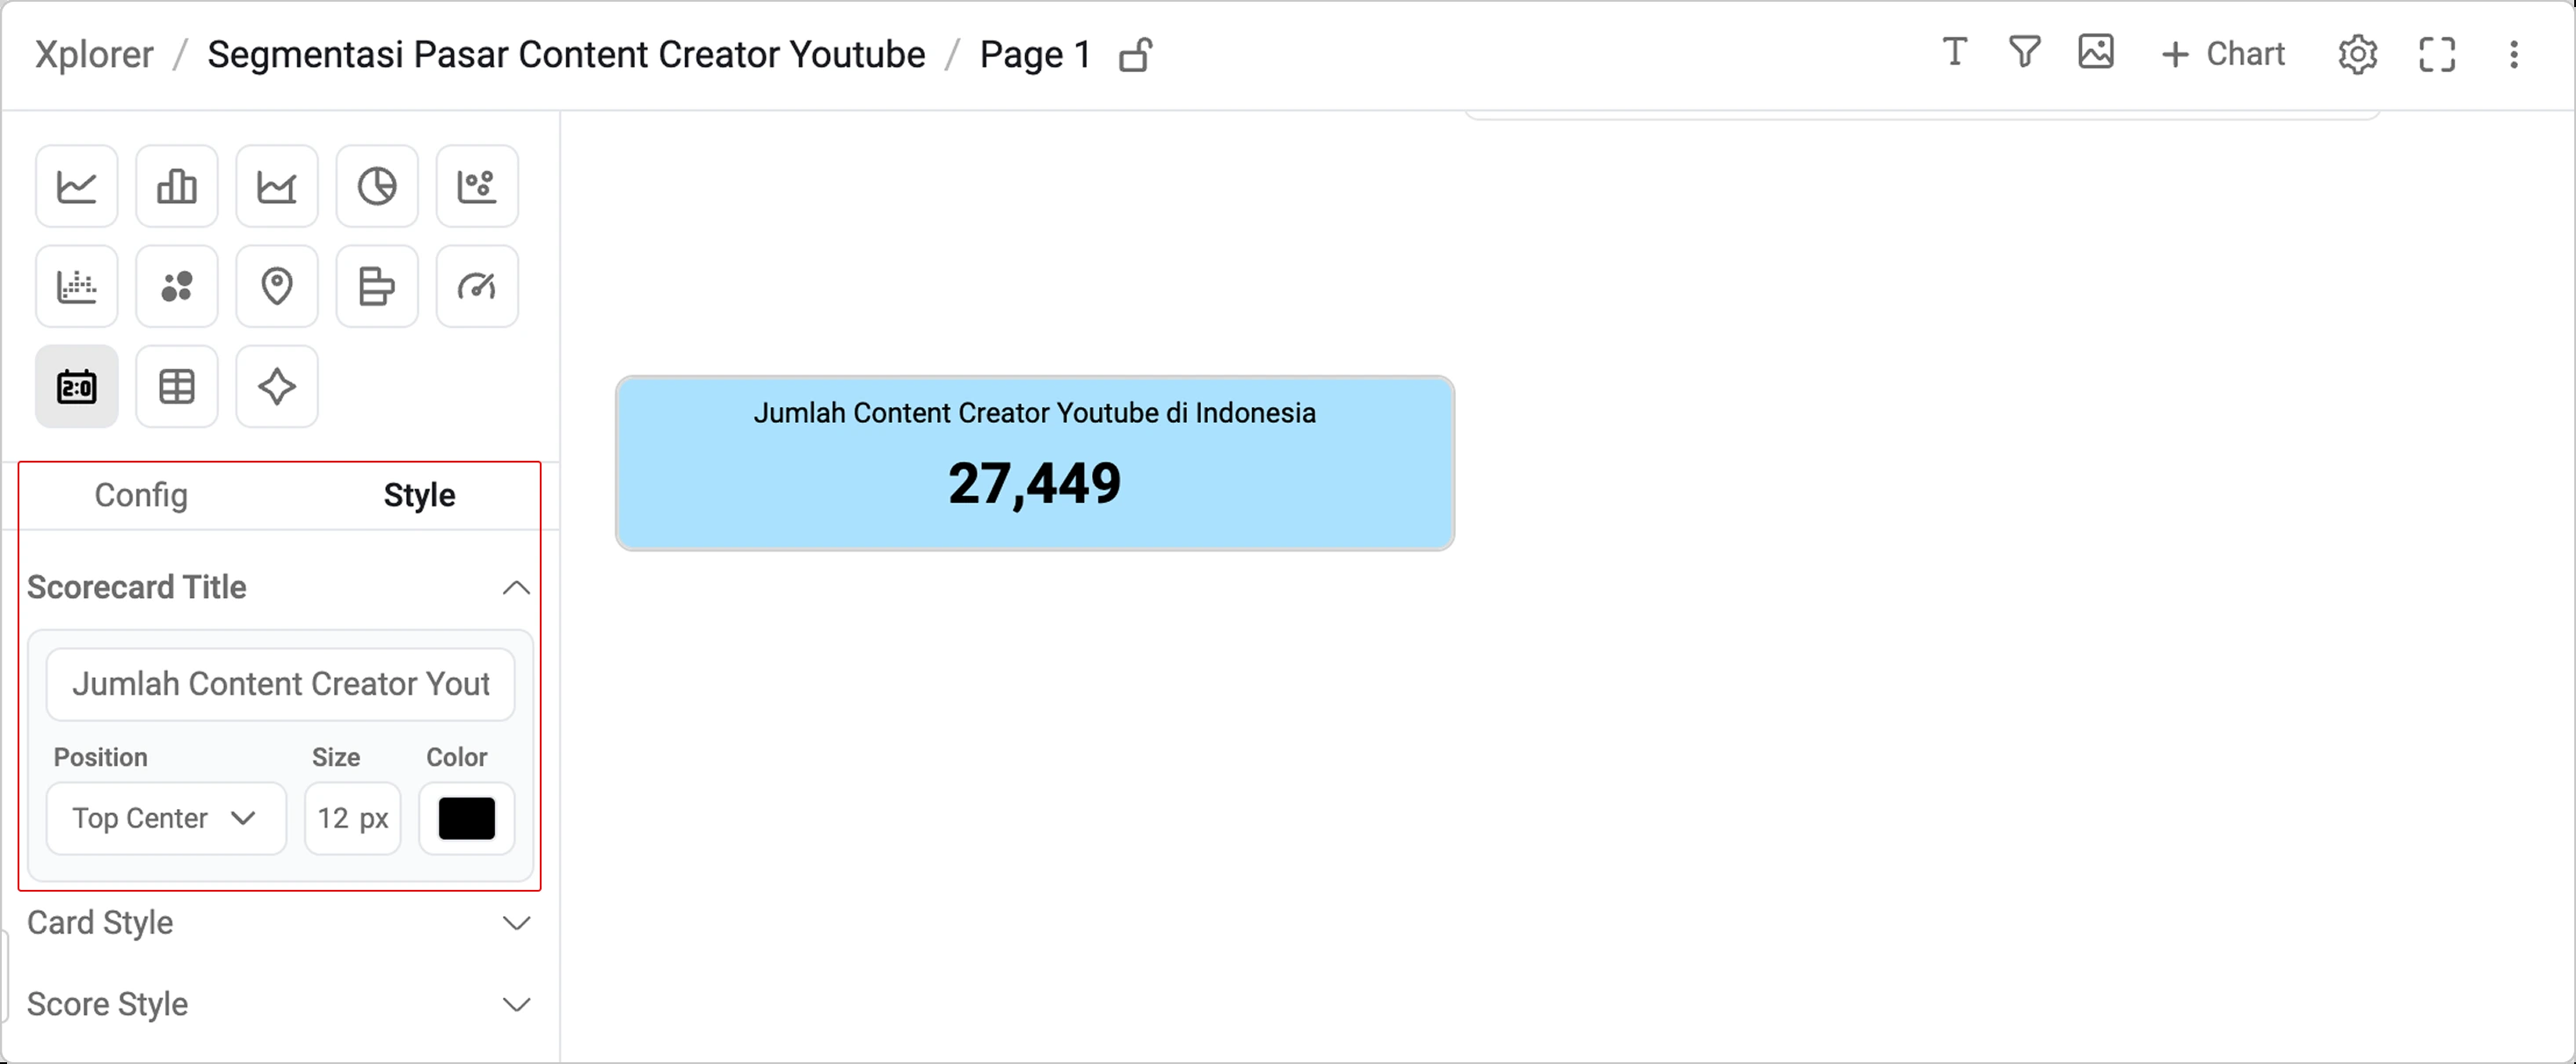 Xplorer / Segmentasi Pasar Content Creator Youtube / Page 1
+ Chart
2:0
Config Style
Scorecard Title
Jumlah Content Creator Yout
Position Size Color
Top Center 12 px
Card Style
Score Style
Jumlah Content Creator Youtube di Indonesia
27,449